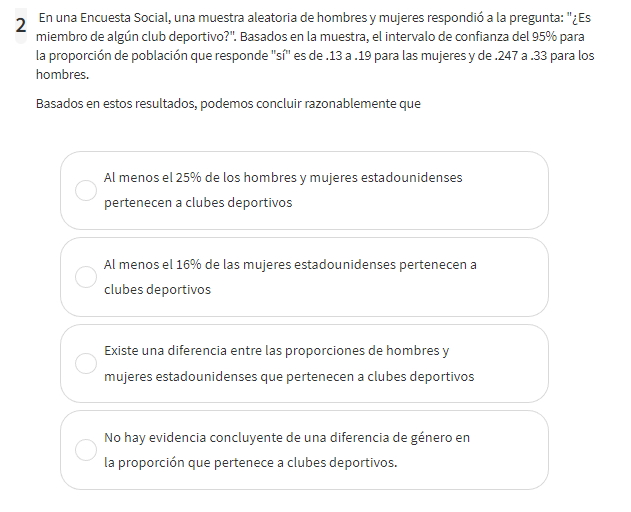 2
En una Encuesta Social, una muestra aleatoria de hombres y mujeres respondió a la pregunta: "¿Es
miembro de algún club deportivo?". Basados en la muestra, el intervalo de confianza del 95% para
la proporción de población que responde "sí" es de .13 a .19 para las mujeres y de .247 a .33 para los
hombres.
Basados en estos resultados, podemos concluir razonablemente que
Al menos el 25% de los hombres y mujeres estadounidenses
pertenecen a clubes deportivos
Al menos el 16% de las mujeres estadounidenses pertenecen a
clubes deportivos
Existe una diferencia entre las proporciones de hombres y
mujeres estadounidenses que pertenecen a clubes deportivos
No hay evidencia concluyente de una diferencia de género en
la proporción que pertenece a clubes deportivos.